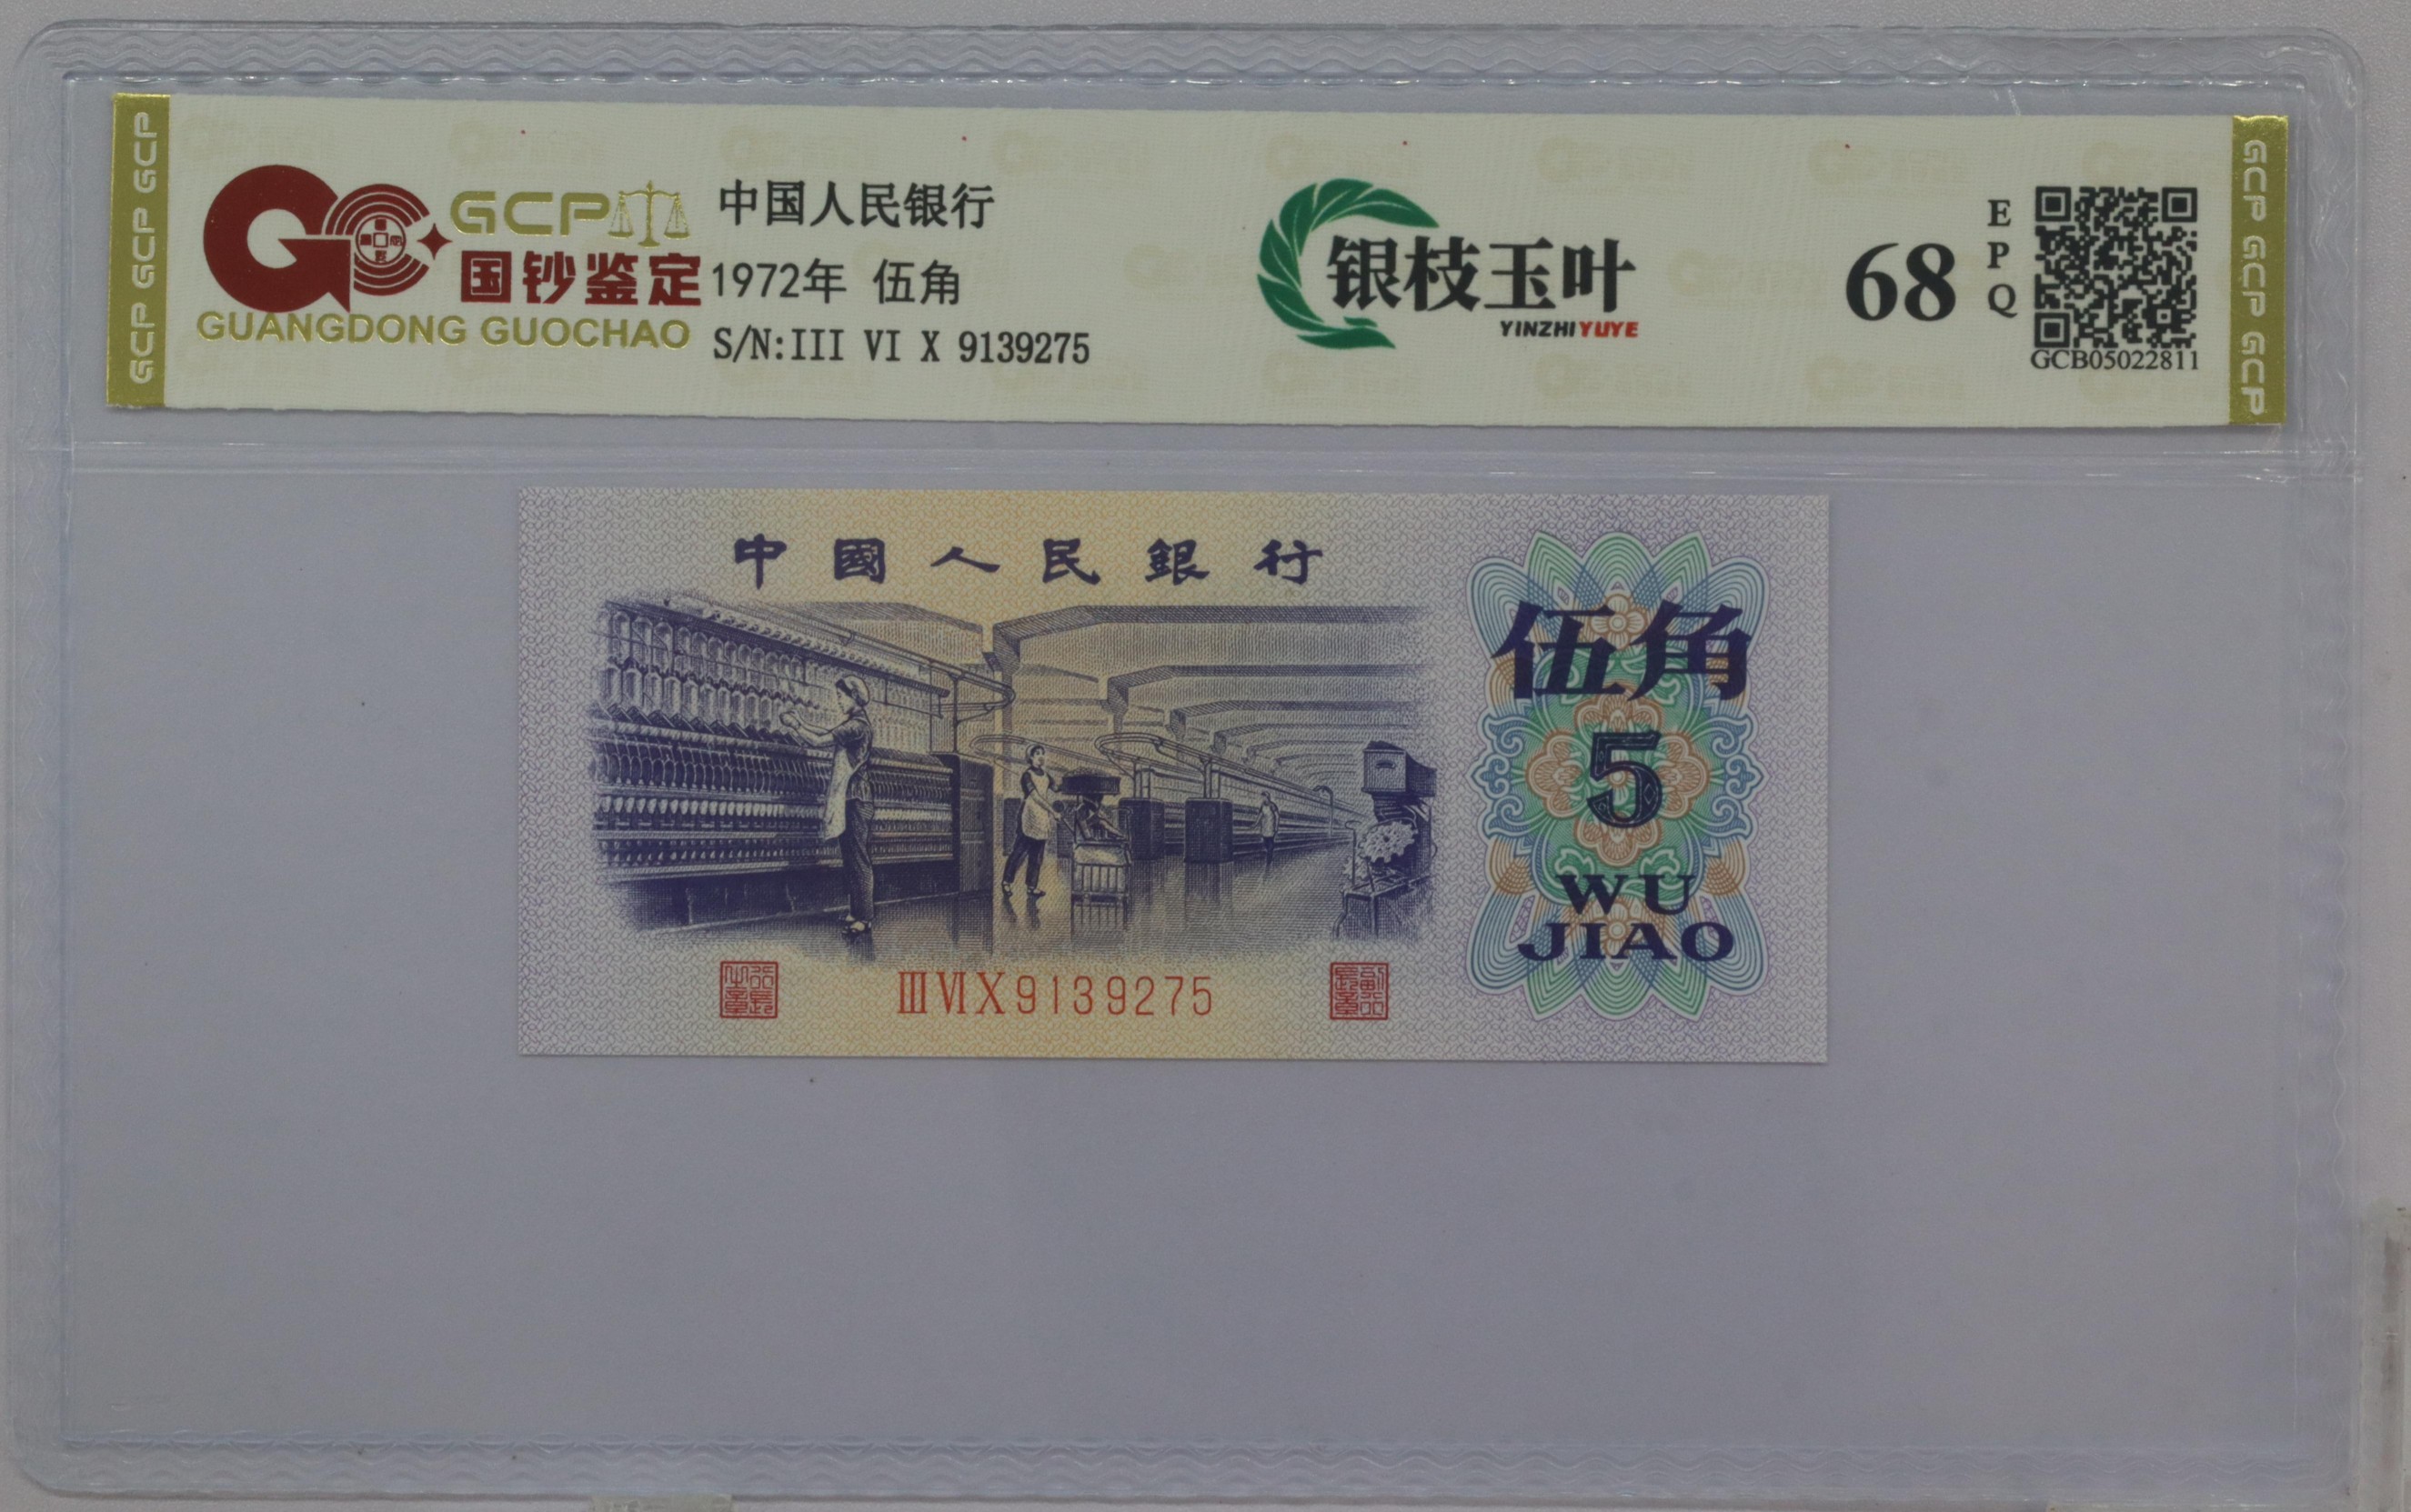 GCP GCP GCP
GCP
国钞鉴定
GUANGDONG GUOCHAO
中国人民银行
1972年 伍角
S/N:III VI X 9139275
银枝玉叶
YINZHIYUYE
68
EPQ
GCB05022811
GCP GCP GCP
中國人民銀行
伍角
5
WU
JIAO
ⅢⅥⅩ9139275